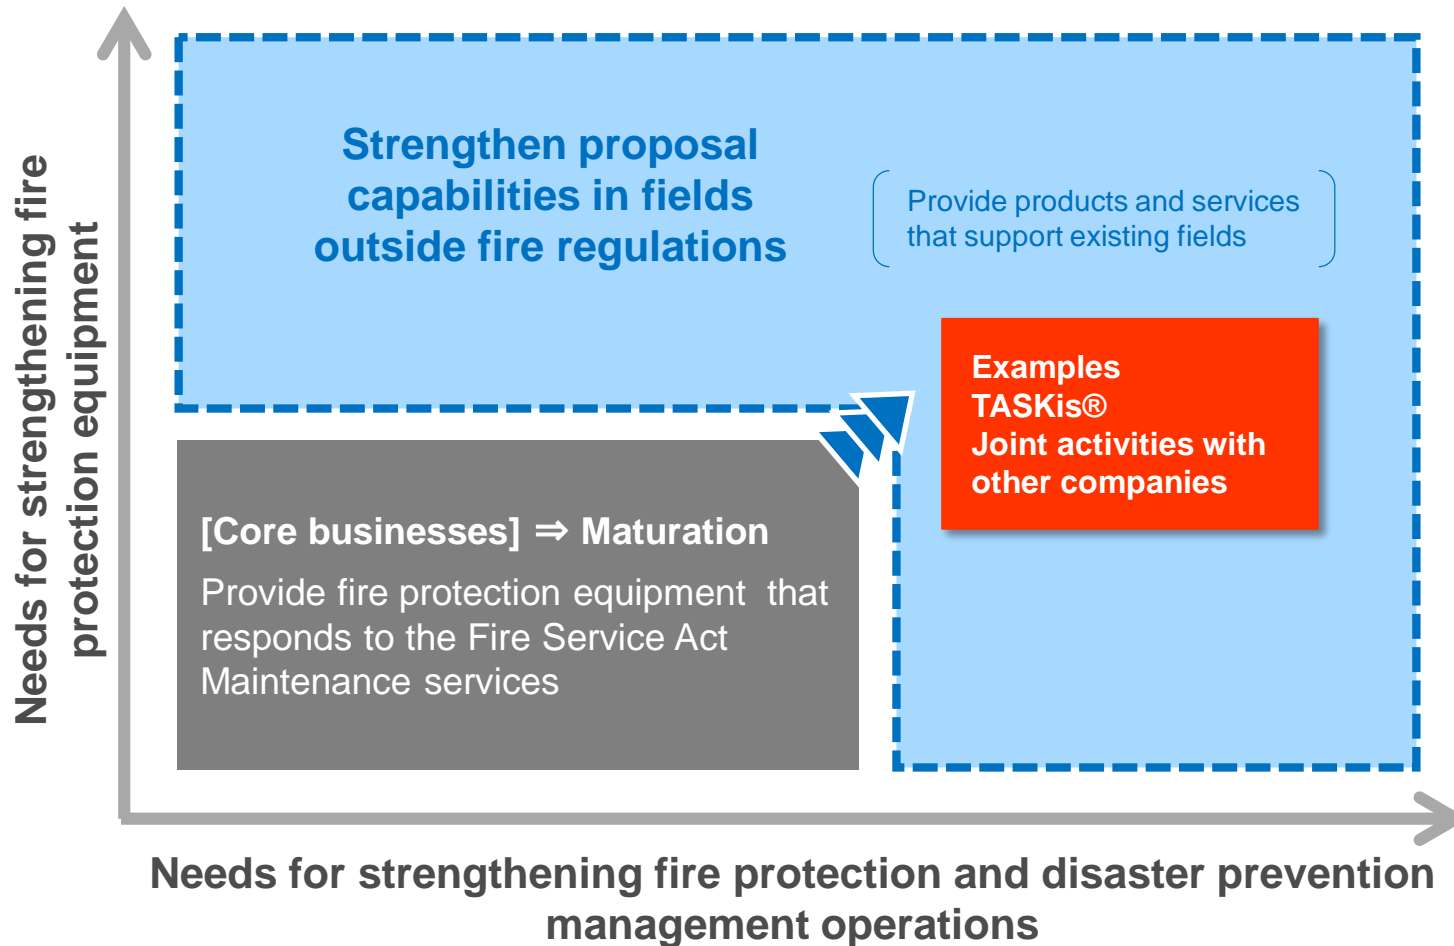 Needs for strengthening fire
protection equipment
Strengthen proposal
capabilities in fields
outside fire regulations
Provide products and services
that support existing fields
Examples
TASKis®
Joint activities with
other companies
[Core businesses] ⇒ Maturation
Provide fire protection equipment that
responds to the Fire Service Act
Maintenance services
Needs for strengthening fire protection and disaster prevention
management operations